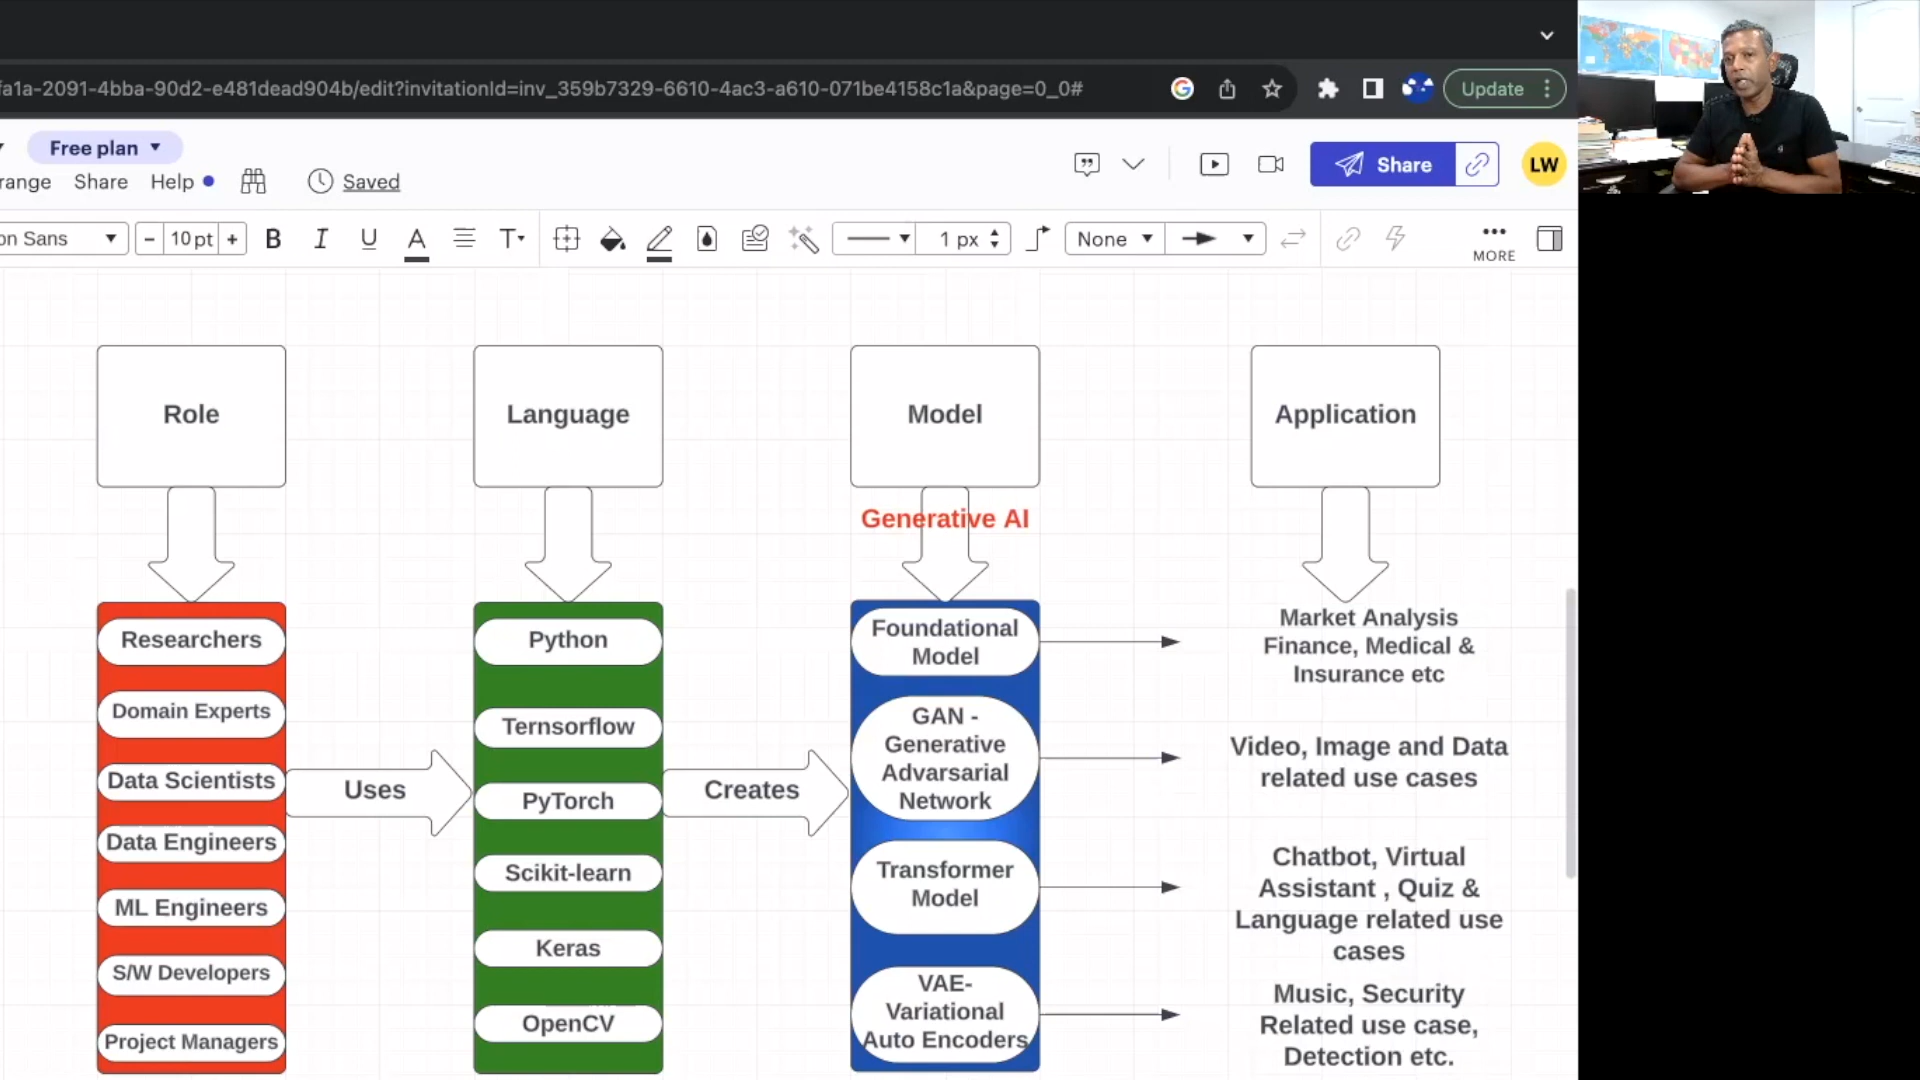 fa1a-2091-4bba-90d2-e481dead904b/edit?invitationId=inv_359b7329-6610-4ac3-a610-071be4158c1a&page=0_0#
Update
Free plan
Share
Help
Saved
Share
LW
10 pt
B
I
U
A
T
1 px
None
MORE
Role
Language
Model
Application
Generative AI
Researchers
Domain Experts
Data Scientists
Data Engineers
ML Engineers
S/W Developers
Project Managers
Uses
Python
Ternsorflow
PyTorch
Scikit-learn
Keras
OpenCV
Creates
Foundational
Model
GAN -
Generative
Advarsarial
Network
Transformer
Model
VAE-
Variational
Auto Encoders
Market Analysis
Finance, Medical &
Insurance etc
Video, Image and Data
related use cases
Chatbot, Virtual
Assistant , Quiz &
Language related use
cases
Music, Security
Related use case,
Detection etc.